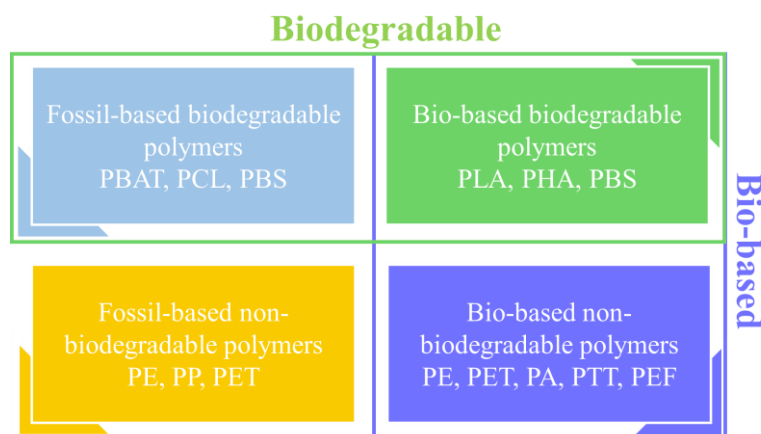 Biodegradable
Fossil-based biodegradable
polymers
PBAT, PCL, PBS
Bio-based biodegradable
polymers
PLA, PHA, PBS
Bio-based
Fossil-based non-
biodegradable polymers
PE, PP, PET
Bio-based non-
biodegradable polymers
PE, PET, PA, PTT, PEF